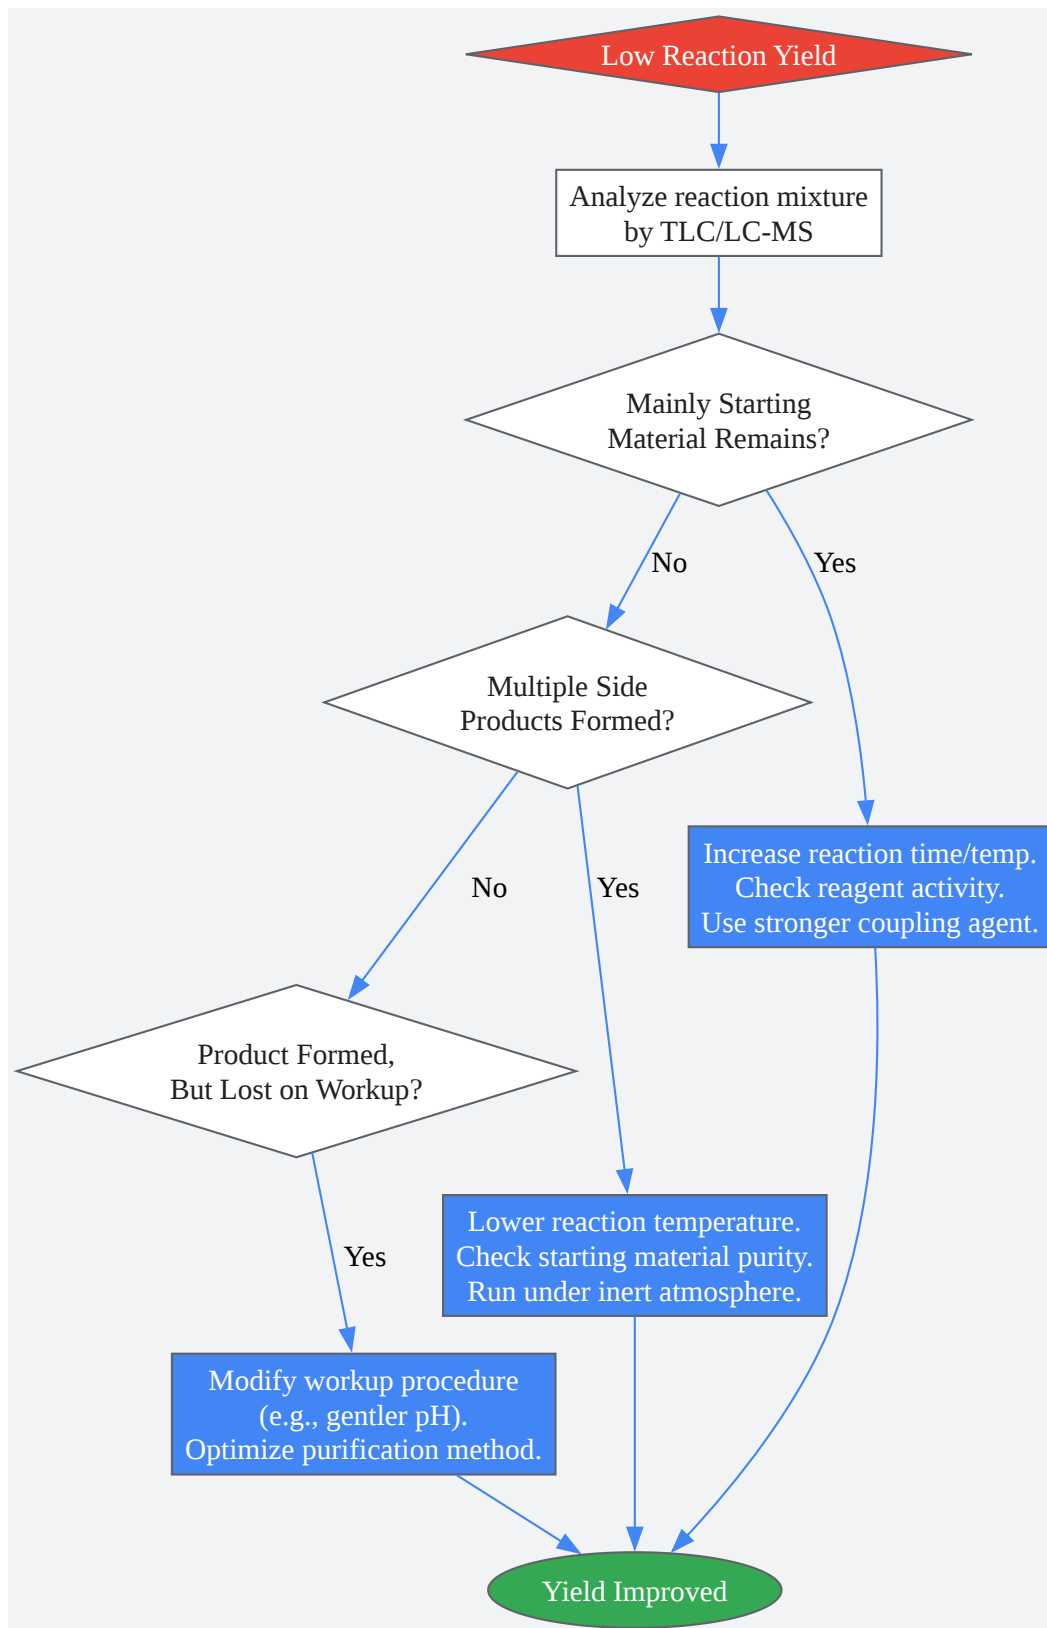 Low Reaction Yield
Analyze reaction mixture
by TLC/LC-MS
Mainly Starting
Material Remains?
No
Yes
Multiple Side
Products Formed?
Increase reaction time/temp.
Check reagent activity.
Use stronger coupling agent.
No
Yes
Product Formed,
But Lost on Workup?
Lower reaction temperature.
Check starting material purity.
Run under inert atmosphere.
Yes
Modify workup procedure
(e.g., gentler pH).
Optimize purification method.
Yield Improved